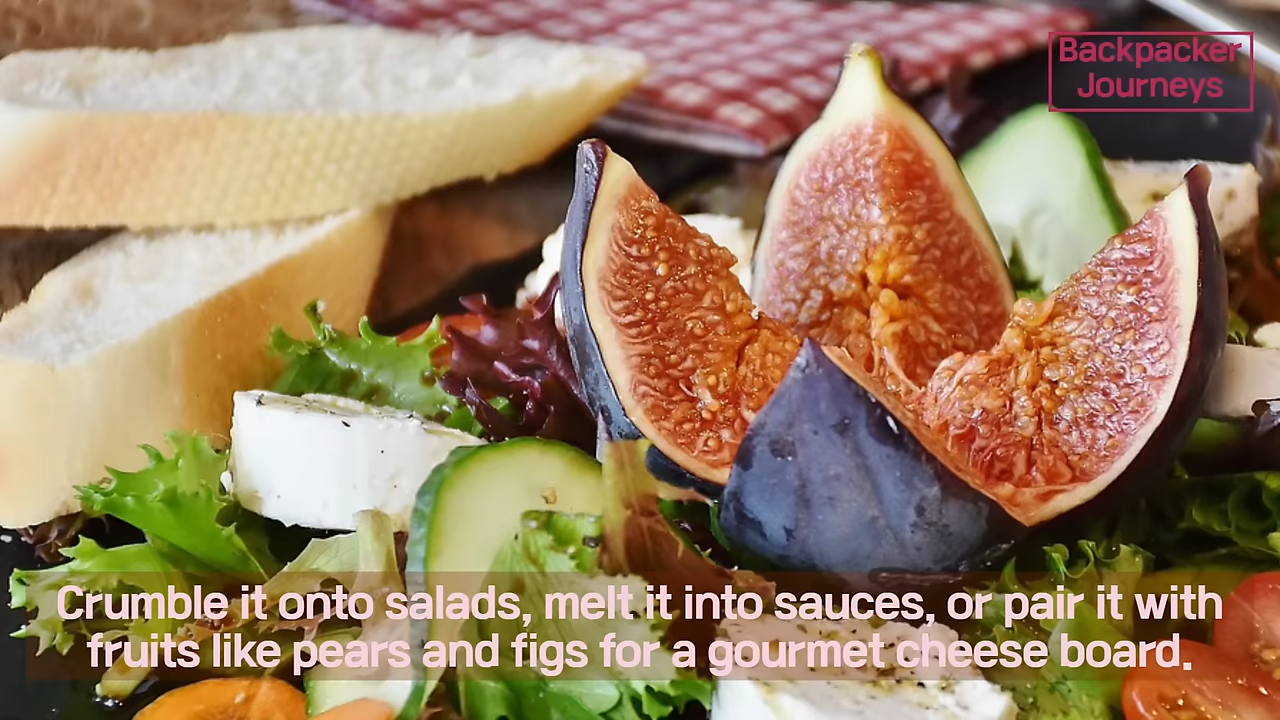 Backpacker
Journeys
Crumble it onto salads, melt it into sauces, or pair it with
fruits like pears and figs for a gourmet cheese board.